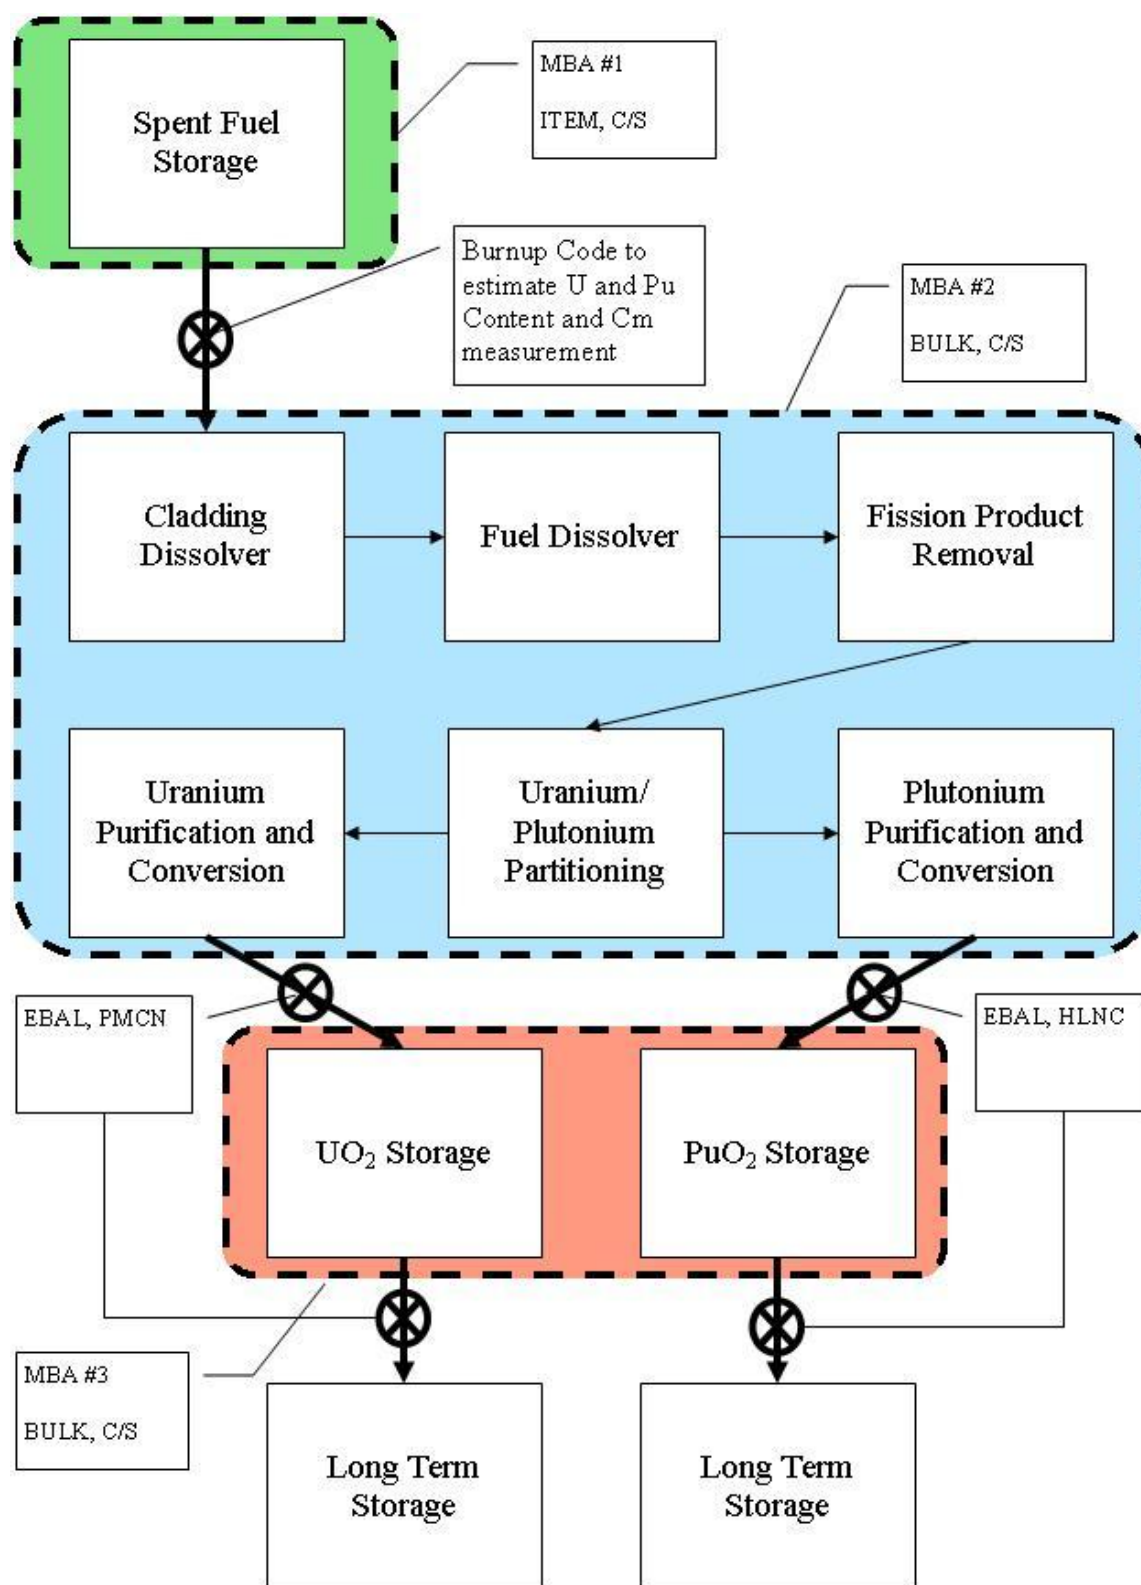 MBA #1
ITEM, C/S
Spent Fuel
Storage
Burnup Code to
estimate U and Pu
Content and Cm
measurement
MBA #2
BULK, C/S
Cladding
Dissolver
Fuel Dissolver
Fission Product
Removal
Uranium
Purification and
Conversion
Uranium/
Plutonium
Partitioning
Plutonium
Purification and
Conversion
EBAL, PMCN
EBAL, HLNC
UO₂ Storage
PuO₂ Storage
MBA #3
BULK, C/S
Long Term
Storage
Long Term
Storage